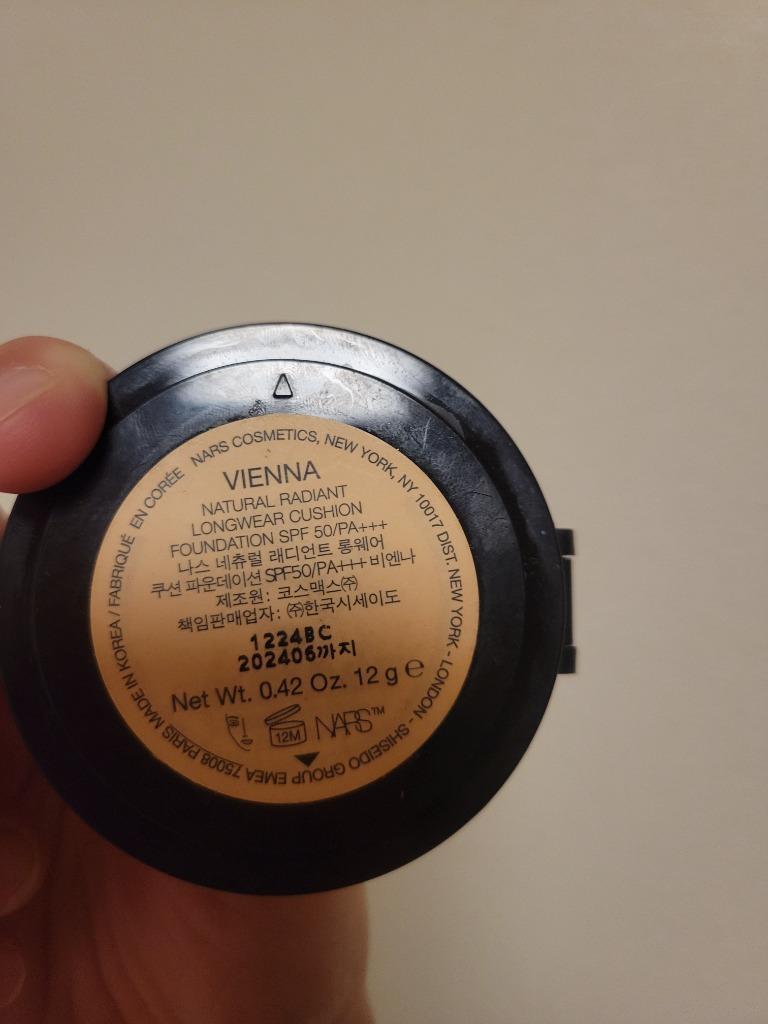 NARS COSMETICS, NEW YORK, NY 10017 DIST. NEW YORK - LONDON - SHISEIDO GROUP EMEA 75008 PARIS MADE IN KOREA / FABRIQUÉ EN CORÉE
VIENNA
NATURAL RADIANT
LONGWEAR CUSHION
FOUNDATION SPF 50/PA+++
나스 네츄럴 래디언트 롱웨어
쿠션 파운데이션 SPF50/PA+++ 비엔나
제조원: 코스맥스㈜
책임판매업자: ㈜한국시세이도
1224BC
202406까지
Net Wt. 0.42 Oz. 12 g ℮
12M NARS™